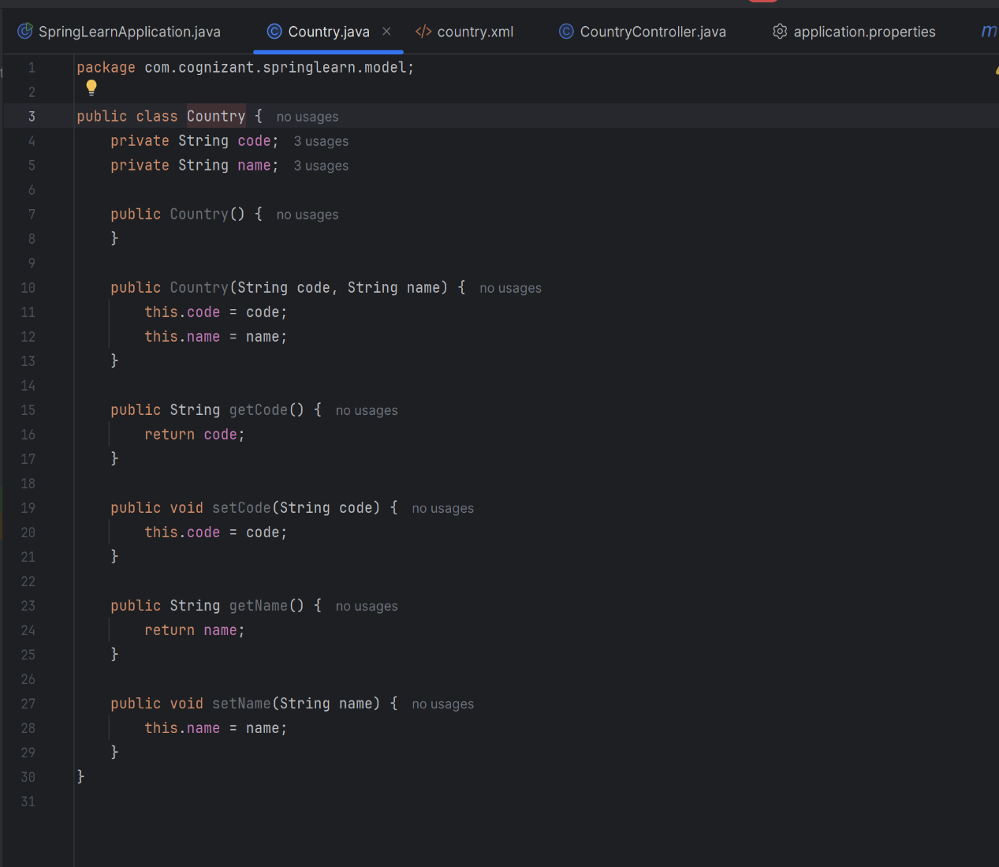 SpringLearnApplication.java Country.java country.xml CountryController.java application.properties m
1 package com.cognizant.springlearn.model;
2
3 public class Country { no usages
4 private String code; 3 usages
5 private String name; 3 usages
6
7 public Country() { no usages
8 }
9
10 public Country(String code, String name) { no usages
11 this.code = code;
12 this.name = name;
13 }
14
15 public String getCode() { no usages
16 return code;
17 }
18
19 public void setCode(String code) { no usages
20 this.code = code;
21 }
22
23 public String getName() { no usages
24 return name;
25 }
26
27 public void setName(String name) { no usages
28 this.name = name;
29 }
30 }
31